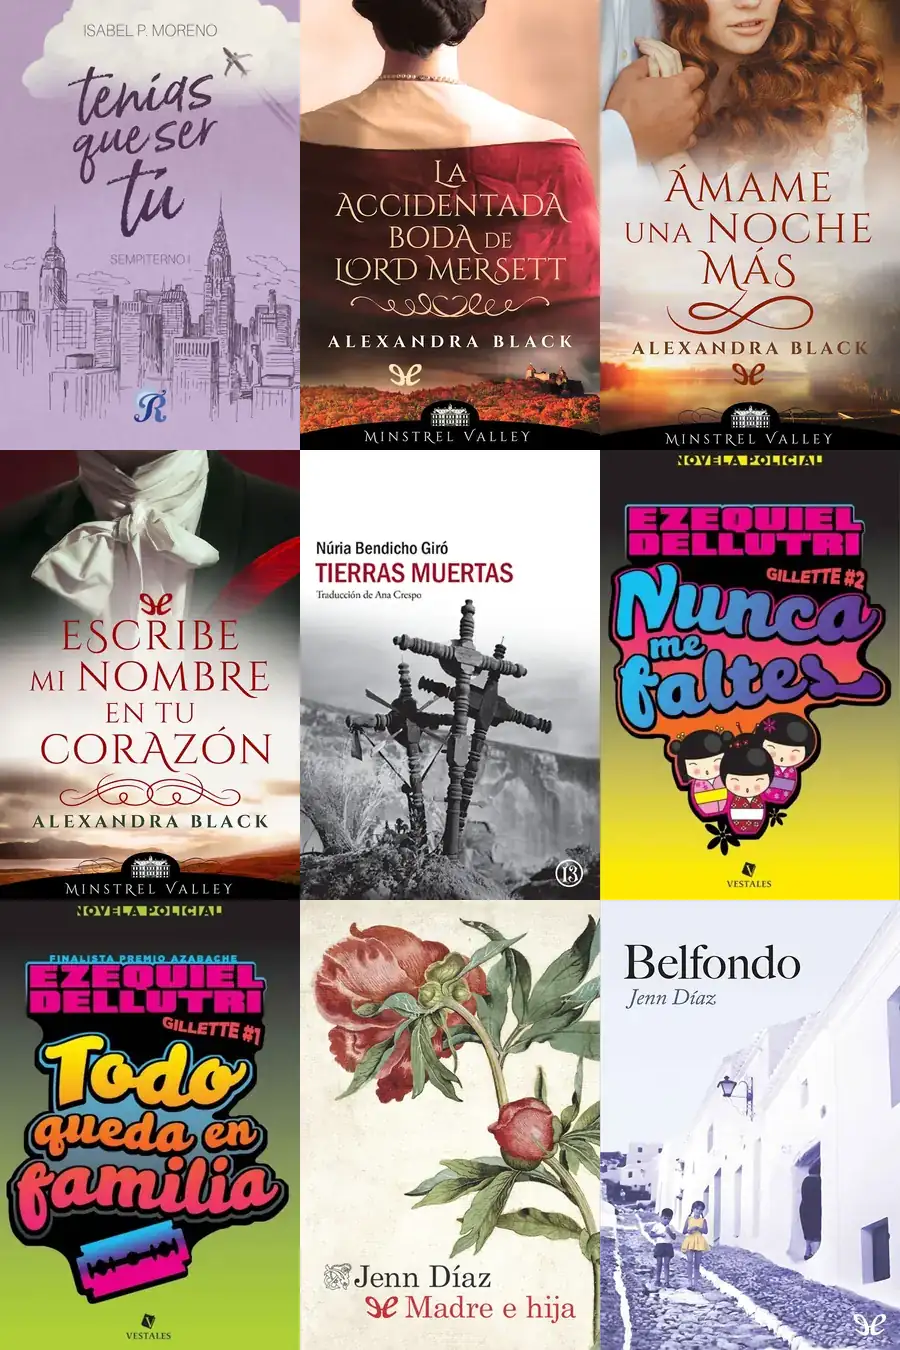 ISABEL P. MORENO
tenías
que ser
tú
SEMPITERNO I
R
LA
ACCIDENTADA
BODA DE
LORD MERSETT
ALEXANDRA BLACK
MINSTREL VALLEY
ÁMAME
UNA NOCHE
MÁS
ALEXANDRA BLACK
MINSTREL VALLEY
ESCRIBE
MI NOMBRE
EN TU
CORAZÓN
ALEXANDRA BLACK
MINSTREL VALLEY
Núria Bendicho Giró
TIERRAS MUERTAS
Traducción de Ana Crespo
13
NOVELA POLICIAL
EZEQUIEL
DELLUTRI
GILLETTE #2
Nunca
me
faltes
VESTALES
NOVELA POLICIAL
FINALISTA PREMIO AZABACHE
EZEQUIEL
DELLUTRI
GILLETTE #1
Todo
queda en
familia
VESTALES
Jenn Díaz
Madre e hija
Belfondo
Jenn Díaz